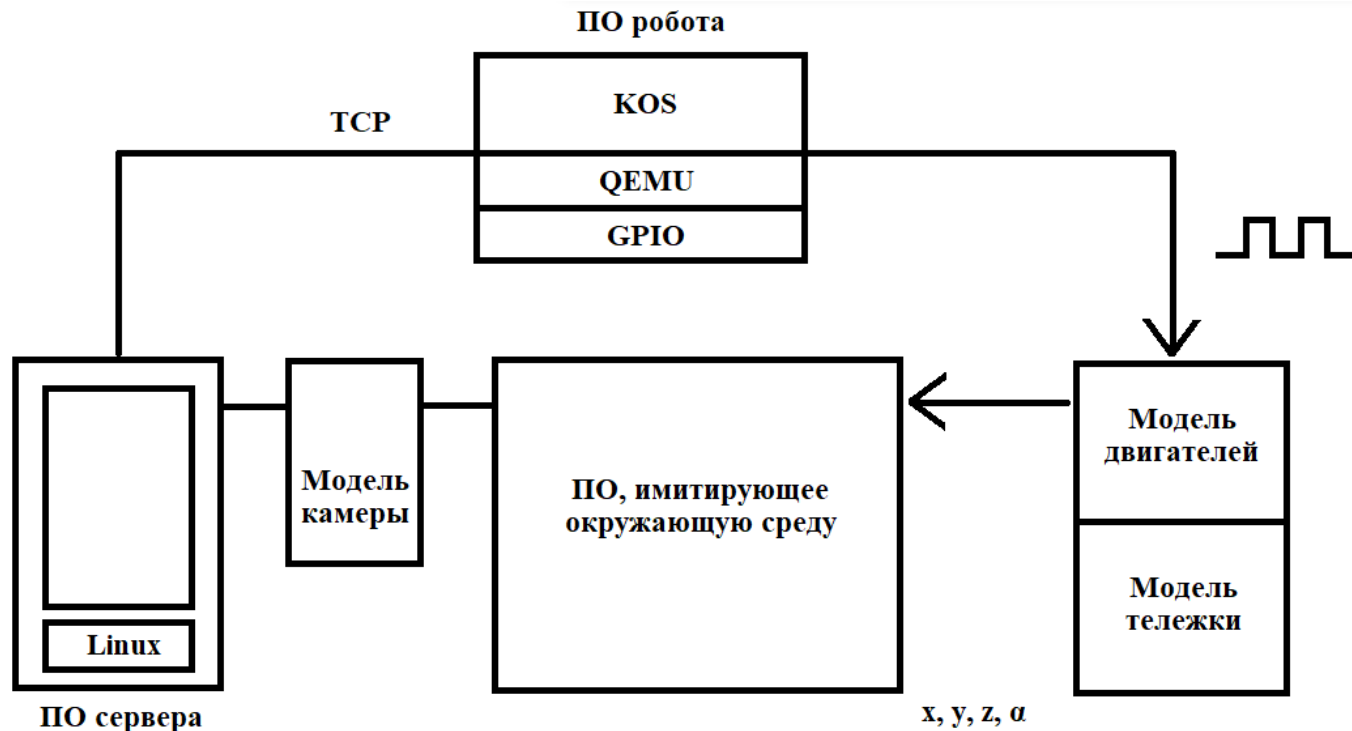 ПО робота
KOS
TCP
QEMU
GPIO
Модель
двигателей
Модель
камеры
ПО, имитирующее
окружающую среду
Модель
тележки
Linux
ПО сервера
x, y, z, α